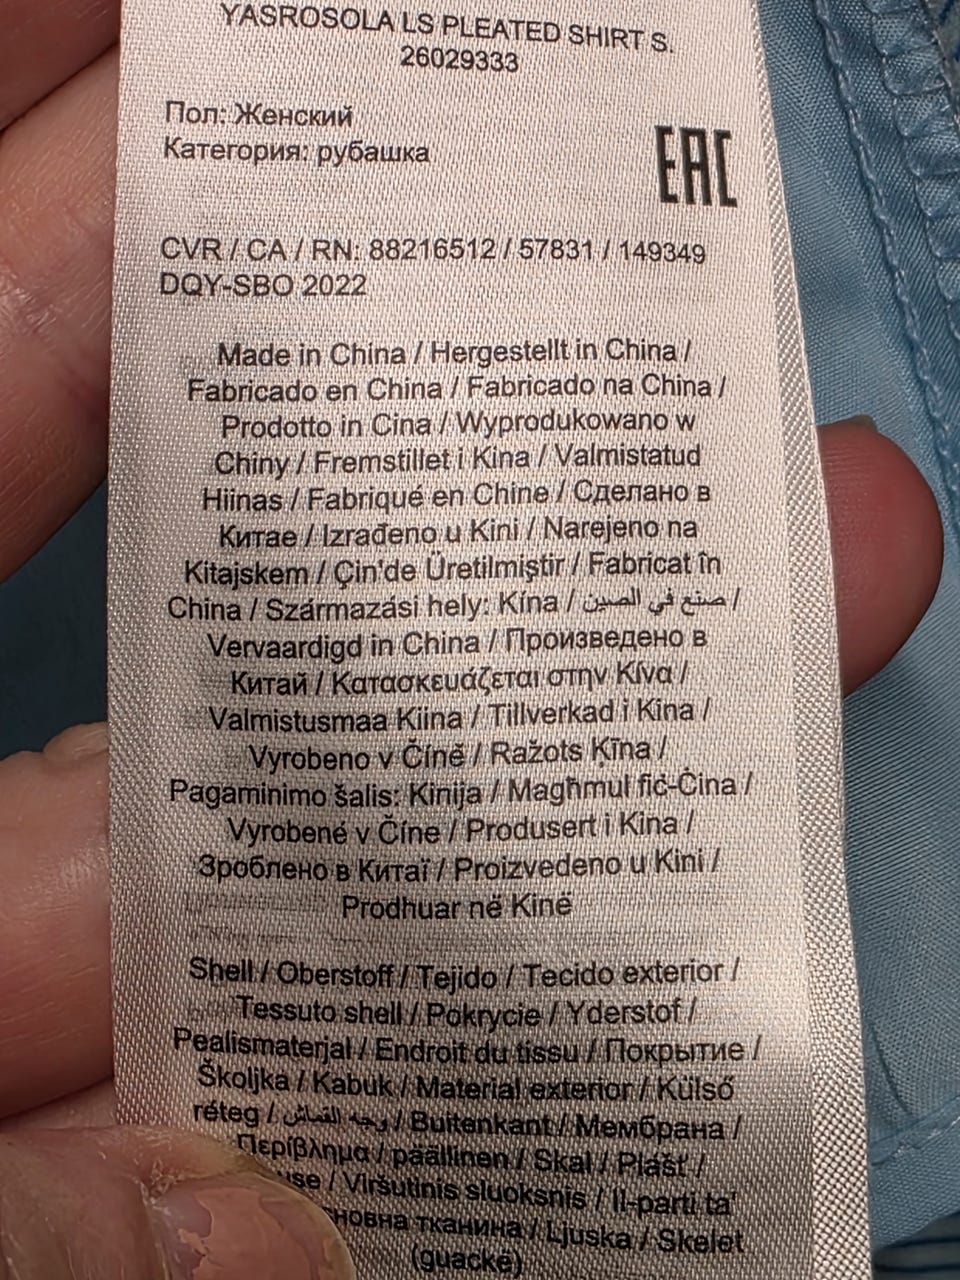 YASROSOLA LS PLEATED SHIRT S.
26029333
Пол: Женский
Категория: рубашка
EAC
CVR / CA / RN: 88216512 / 57831 / 149349
DQY-SBO 2022
Made in China / Hergestellt in China /
Fabricado en China / Fabricado na China /
Prodotto in Cina / Wyprodukowano w
Chiny / Fremstillet i Kina / Valmistatud
Hiinas / Fabriqué en Chine / Сделано в
Китае / Izrađeno u Kini / Narejeno na
Kitajskem / Çin'de Üretilmiştir / Fabricat în
China / Származási hely: Kína / صنع في الصين /
Vervaardigd in China / Произведено в
Китай / Κατασκευάζεται στην Κίνα /
Valmistusmaa Kiina / Tillverkad i Kina /
Vyrobeno v Číně / Ražots Ķīna /
Pagaminimo šalis: Kinija / Magħmul fiċ-Ċina /
Vyrobené v Číne / Produsert i Kina /
Зроблено в Китаї / Proizvedeno u Kini /
Prodhuar në Kinë
Shell / Oberstoff / Tejido / Tecido exterior /
Tessuto shell / Pokrycie / Yderstof /
Pealismaterjal / Endroit du tissu / Покрытие /
Školjka / Kabuk / Material exterior / Külső
réteg / وجه القماش / Buitenkant / Мембрана /
Περίβλημα / päällinen / Skal / Plášť /
/ Viršutinis sluoksnis / Il-parti ta'
тканина / Ljuska / Skelet
(guackë)